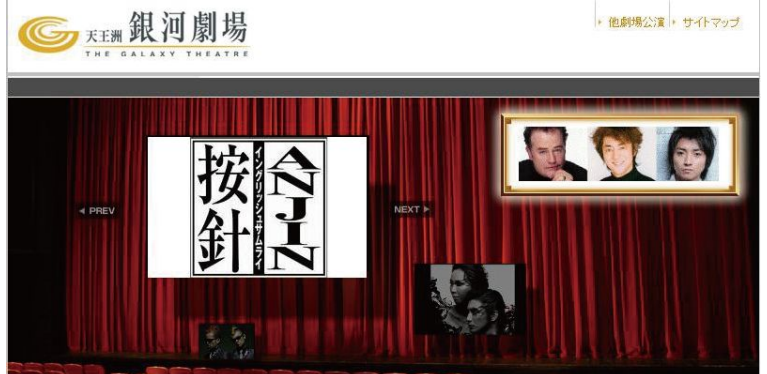 天王洲 銀河劇場
THE GALAXY THEATRE
他劇場公演
サイトマップ
PREV
按針
イングリッシュサムライ
ANJIN
NEXT